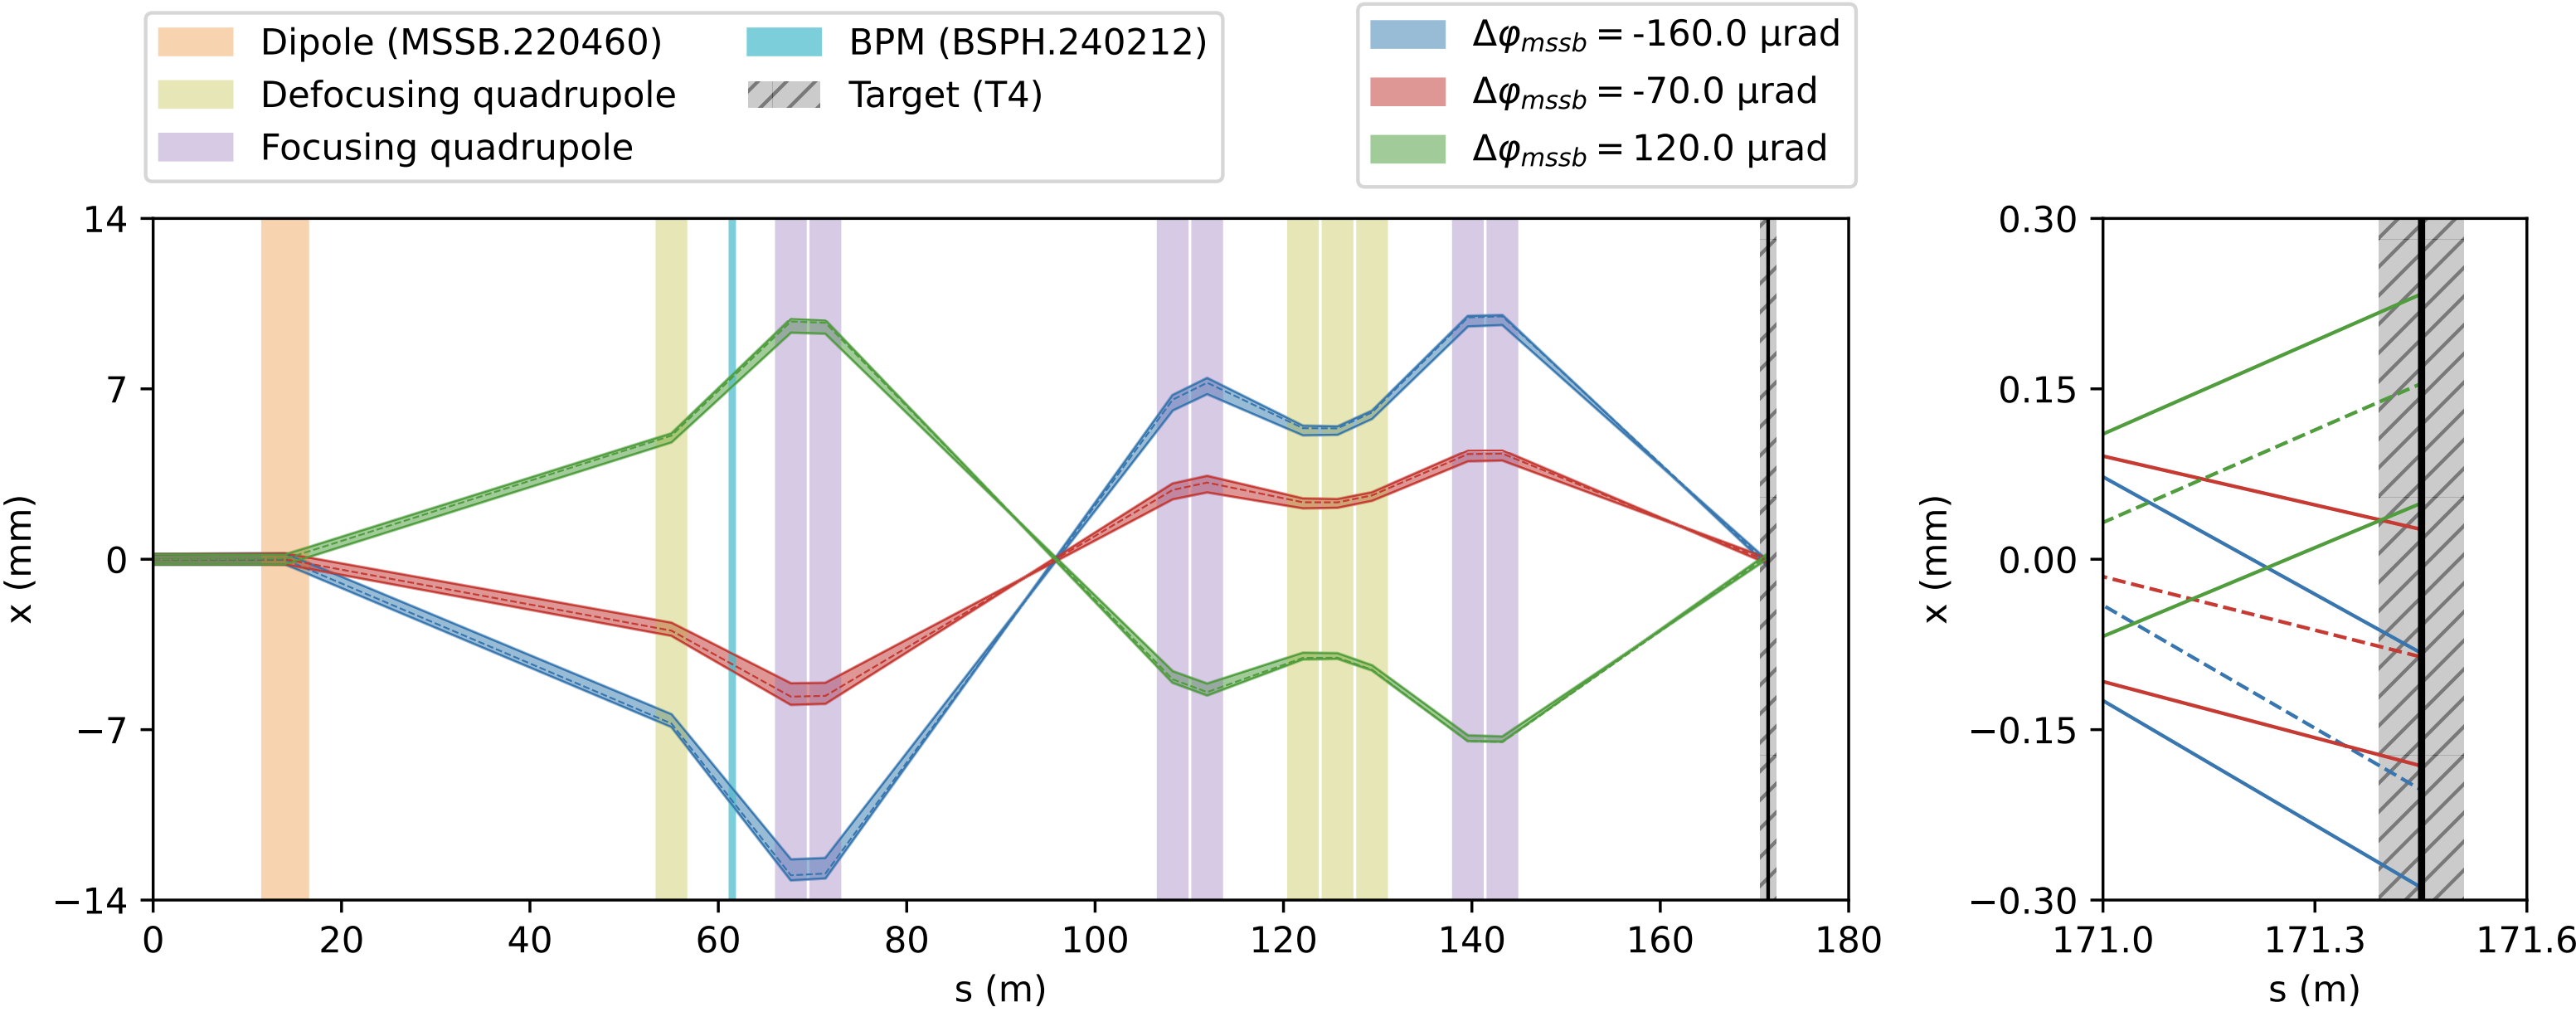 Dipole (MSSB.220460)
Defocusing quadrupole
Focusing quadrupole
BPM (BSPH.240212)
Target (T4)
Δφmssb = -160.0 μrad
Δφmssb = -70.0 μrad
Δφmssb = 120.0 μrad
14
7
0
−7
−14
x (mm)
0 20 40 60 80 100 120 140 160 180
s (m)
0.30
0.15
0.00
−0.15
−0.30
x (mm)
171.0 171.3 171.6
s (m)